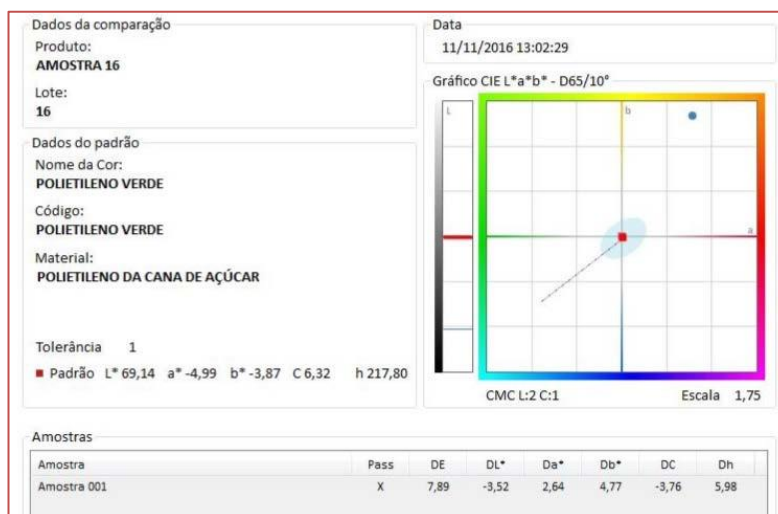 Dados da comparação
Produto:
AMOSTRA 16
Lote:
16
Data
11/11/2016 13:02:29
Dados do padrão
Nome da Cor:
POLIETILENO VERDE
Código:
POLIETILENO VERDE
Material:
POLIETILENO DA CANA DE AÇÚCAR
Tolerância 1
Padrão L* 69,14 a* -4,99 b* -3,87 C 6,32 h 217,80
Gráfico CIE L*a*b* - D65/10°
L
b
a
CMC L:2 C:1 Escala 1,75
Amostras
Amostra Pass DE DL* Da* Db* DC Dh
Amostra 001 X 7,89 -3,52 2,64 4,77 -3,76 5,98